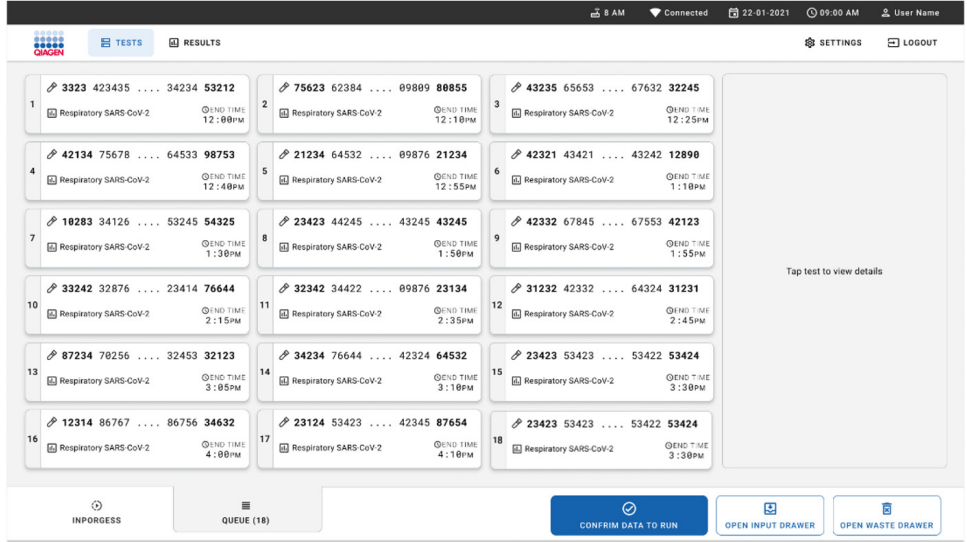 8 AM Connected 22-01-2021 09:00 AM User Name
QIAGEN TESTS RESULTS SETTINGS LOGOUT
1 3323 423435 .... 34234 53212
Respiratory SARS-CoV-2 END TIME 12:00PM
2 75623 62384 .... 09809 80855
Respiratory SARS-CoV-2 END TIME 12:10PM
3 43235 65653 .... 67632 32245
Respiratory SARS-CoV-2 END TIME 12:25PM
4 42134 75678 .... 64533 98753
Respiratory SARS-CoV-2 END TIME 12:40PM
5 21234 64532 .... 09876 21234
Respiratory SARS-CoV-2 END TIME 12:55PM
6 42321 43421 .... 43242 12890
Respiratory SARS-CoV-2 END TIME 1:10PM
7 10283 34126 .... 53245 54325
Respiratory SARS-CoV-2 END TIME 1:30PM
8 23423 44245 .... 43245 43245
Respiratory SARS-CoV-2 END TIME 1:50PM
9 42332 67845 .... 67553 42123
Respiratory SARS-CoV-2 END TIME 1:55PM
10 33242 32876 .... 23414 76644
Respiratory SARS-CoV-2 END TIME 2:15PM
11 32342 34422 .... 09876 23134
Respiratory SARS-CoV-2 END TIME 2:35PM
12 31232 42332 .... 64324 31231
Respiratory SARS-CoV-2 END TIME 2:45PM
13 87234 70256 .... 32453 32123
Respiratory SARS-CoV-2 END TIME 3:05PM
14 34234 76644 .... 42324 64532
Respiratory SARS-CoV-2 END TIME 3:10PM
15 23423 53423 .... 53422 53424
Respiratory SARS-CoV-2 END TIME 3:30PM
16 12314 86767 .... 86756 34632
Respiratory SARS-CoV-2 END TIME 4:00PM
17 23124 53423 .... 42345 87654
Respiratory SARS-CoV-2 END TIME 4:10PM
18 23423 53423 .... 53422 53424
Respiratory SARS-CoV-2 END TIME 3:30PM
Tap test to view details
INPORGESS QUEUE (18) CONFRIM DATA TO RUN OPEN INPUT DRAWER OPEN WASTE DRAWER